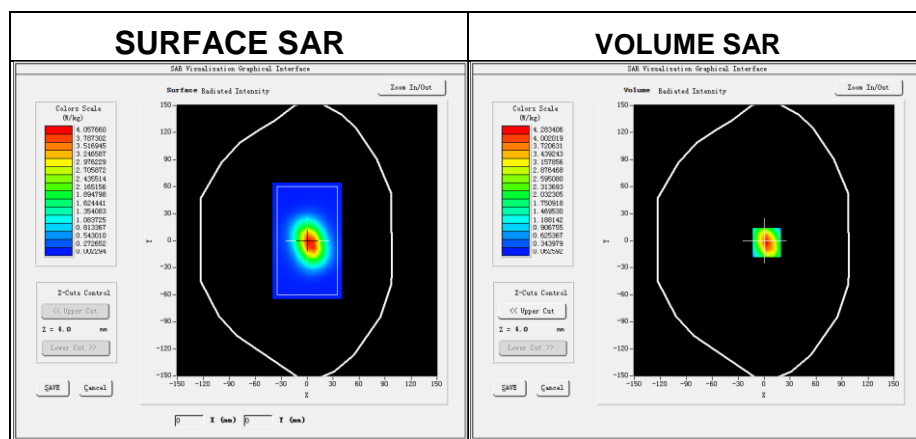 SURFACE SAR
SAR Visualisation Graphical Interface
Surface Radiated Intensity
Zoom In/Out
Colors Scale
(W/kg)
4.057660
3.787302
3.516945
3.246587
2.976229
2.705872
2.435514
2.165156
1.894798
1.624441
1.354083
1.083725
0.813367
0.543010
0.272652
0.002294
Z-Cuts Control
<< Upper Cut
Z = 4.0 mm
Lower Cut >>
SAVE
Cancel
150
120
90
60
30
0
-30
-60
-90
-120
-150
Y
-150 -120 -90 -60 -30 0 30 60 90 120 150
X
0 X (mm) 0 Y (mm)
VOLUME SAR
SAR Visualisation Graphical Interface
Volume Radiated Intensity
Zoom In/Out
Colors Scale
(W/kg)
4.283406
4.002019
3.720631
3.439243
3.157856
2.876468
2.595080
2.313693
2.032305
1.750918
1.469530
1.188142
0.906755
0.625367
0.343979
0.062592
Z-Cuts Control
<< Upper Cut
Z = 4.0 mm
Lower Cut >>
SAVE
Cancel
150
120
90
60
30
0
-30
-60
-90
-120
-150
Y
-150 -120 -90 -60 -30 0 30 60 90 120 150
X